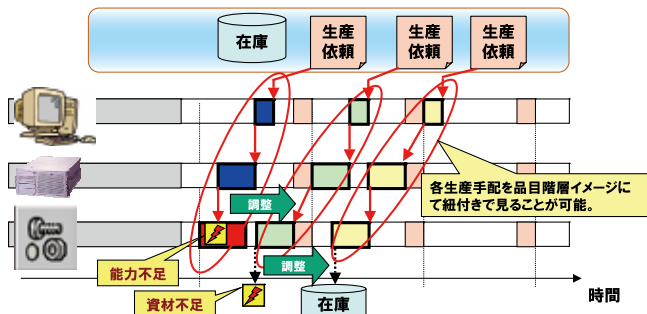 在庫
生産
依頼
生産
依頼
生産
依頼
各生産手配を品目階層イメージに
て紐付きで見ることが可能。
調整
能力不足
調整
資材不足
在庫
時間